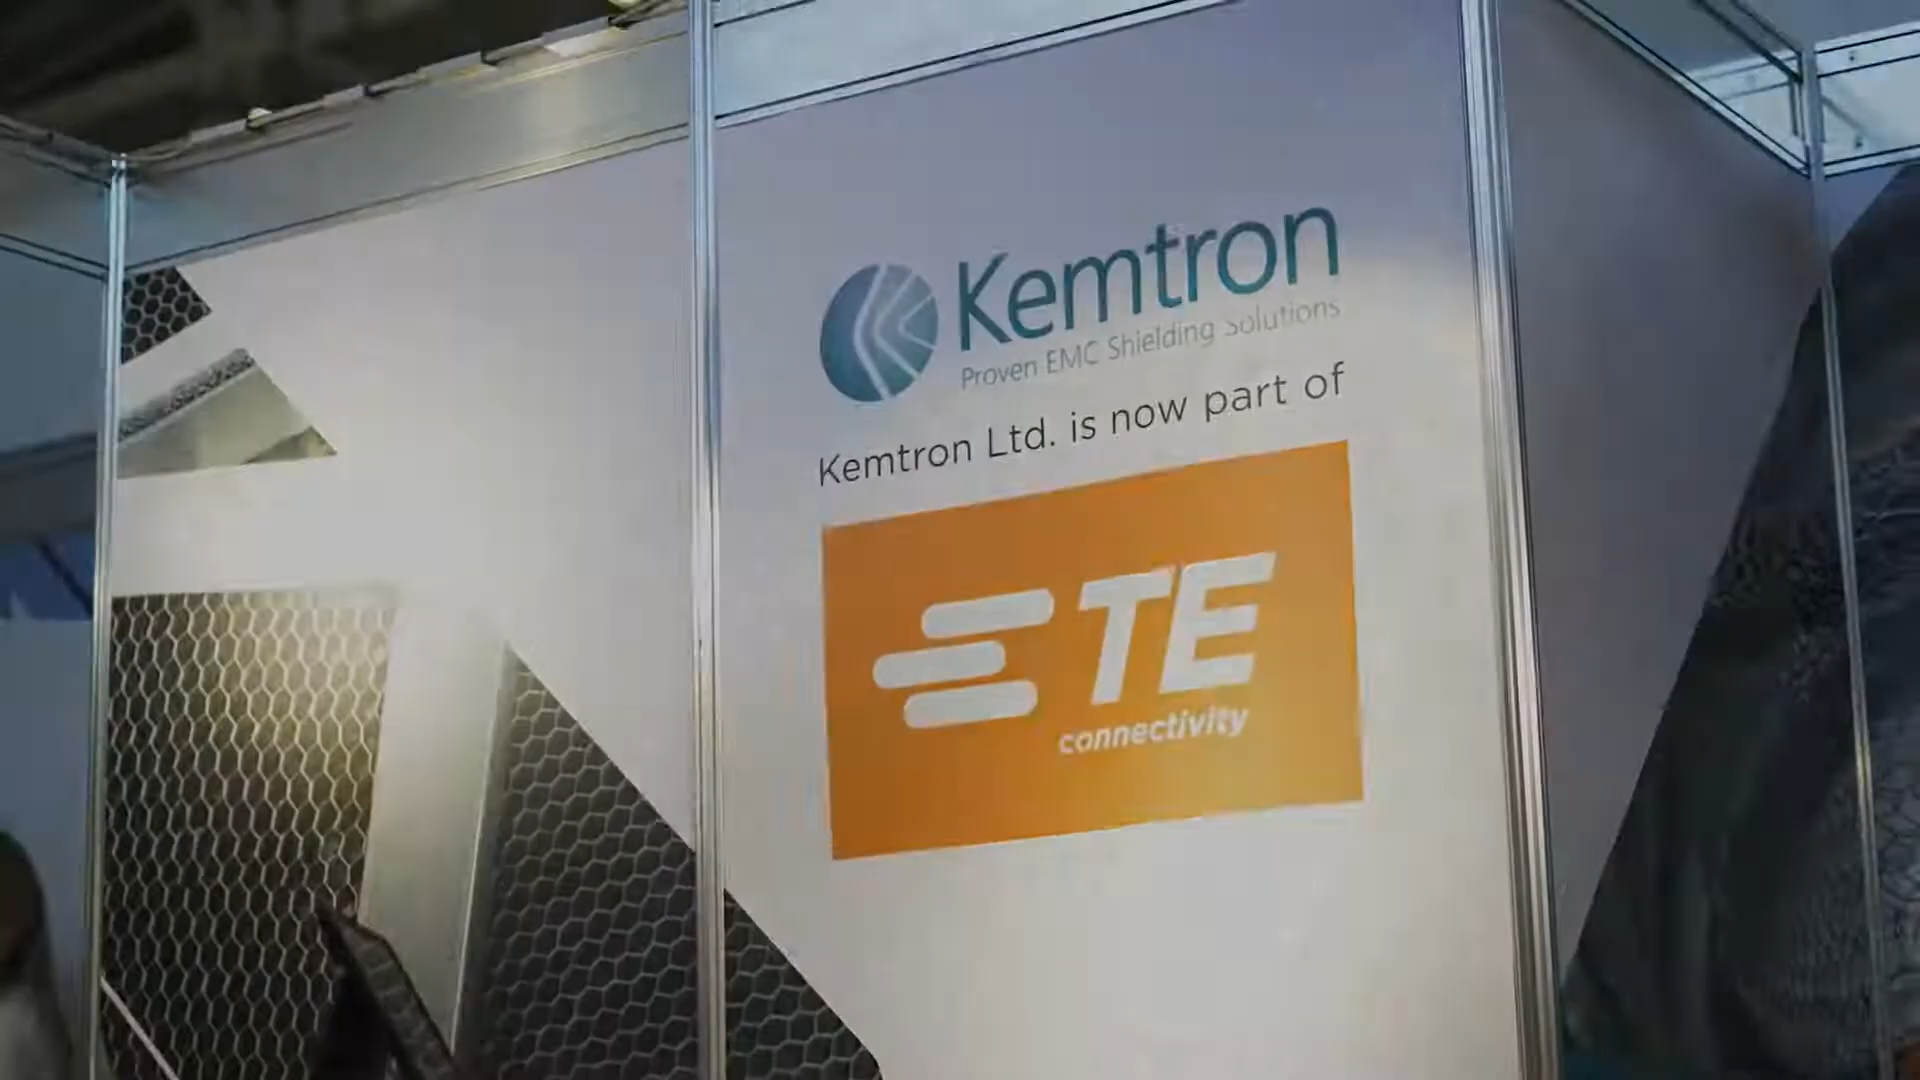 Kemtron
Proven EMC Shielding Solutions
Kemtron Ltd. is now part of
TE
connectivity